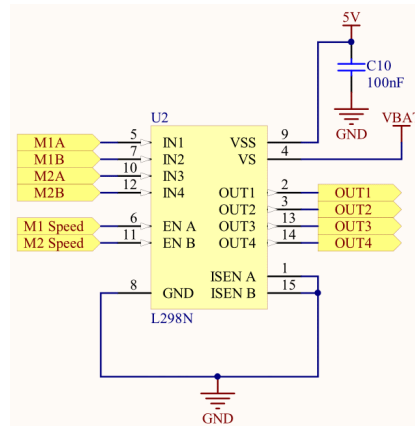 5V
C10
100nF
GND
VBAT
U2
M1A 5 IN1 VSS 9
M1B 7 IN2 VS 4
M2A 10 IN3
M2B 12 IN4 OUT1 2 OUT1
OUT2 3 OUT2
M1 Speed 6 EN A OUT3 13 OUT3
M2 Speed 11 EN B OUT4 14 OUT4
ISEN A 1
8 GND ISEN B 15
L298N
GND